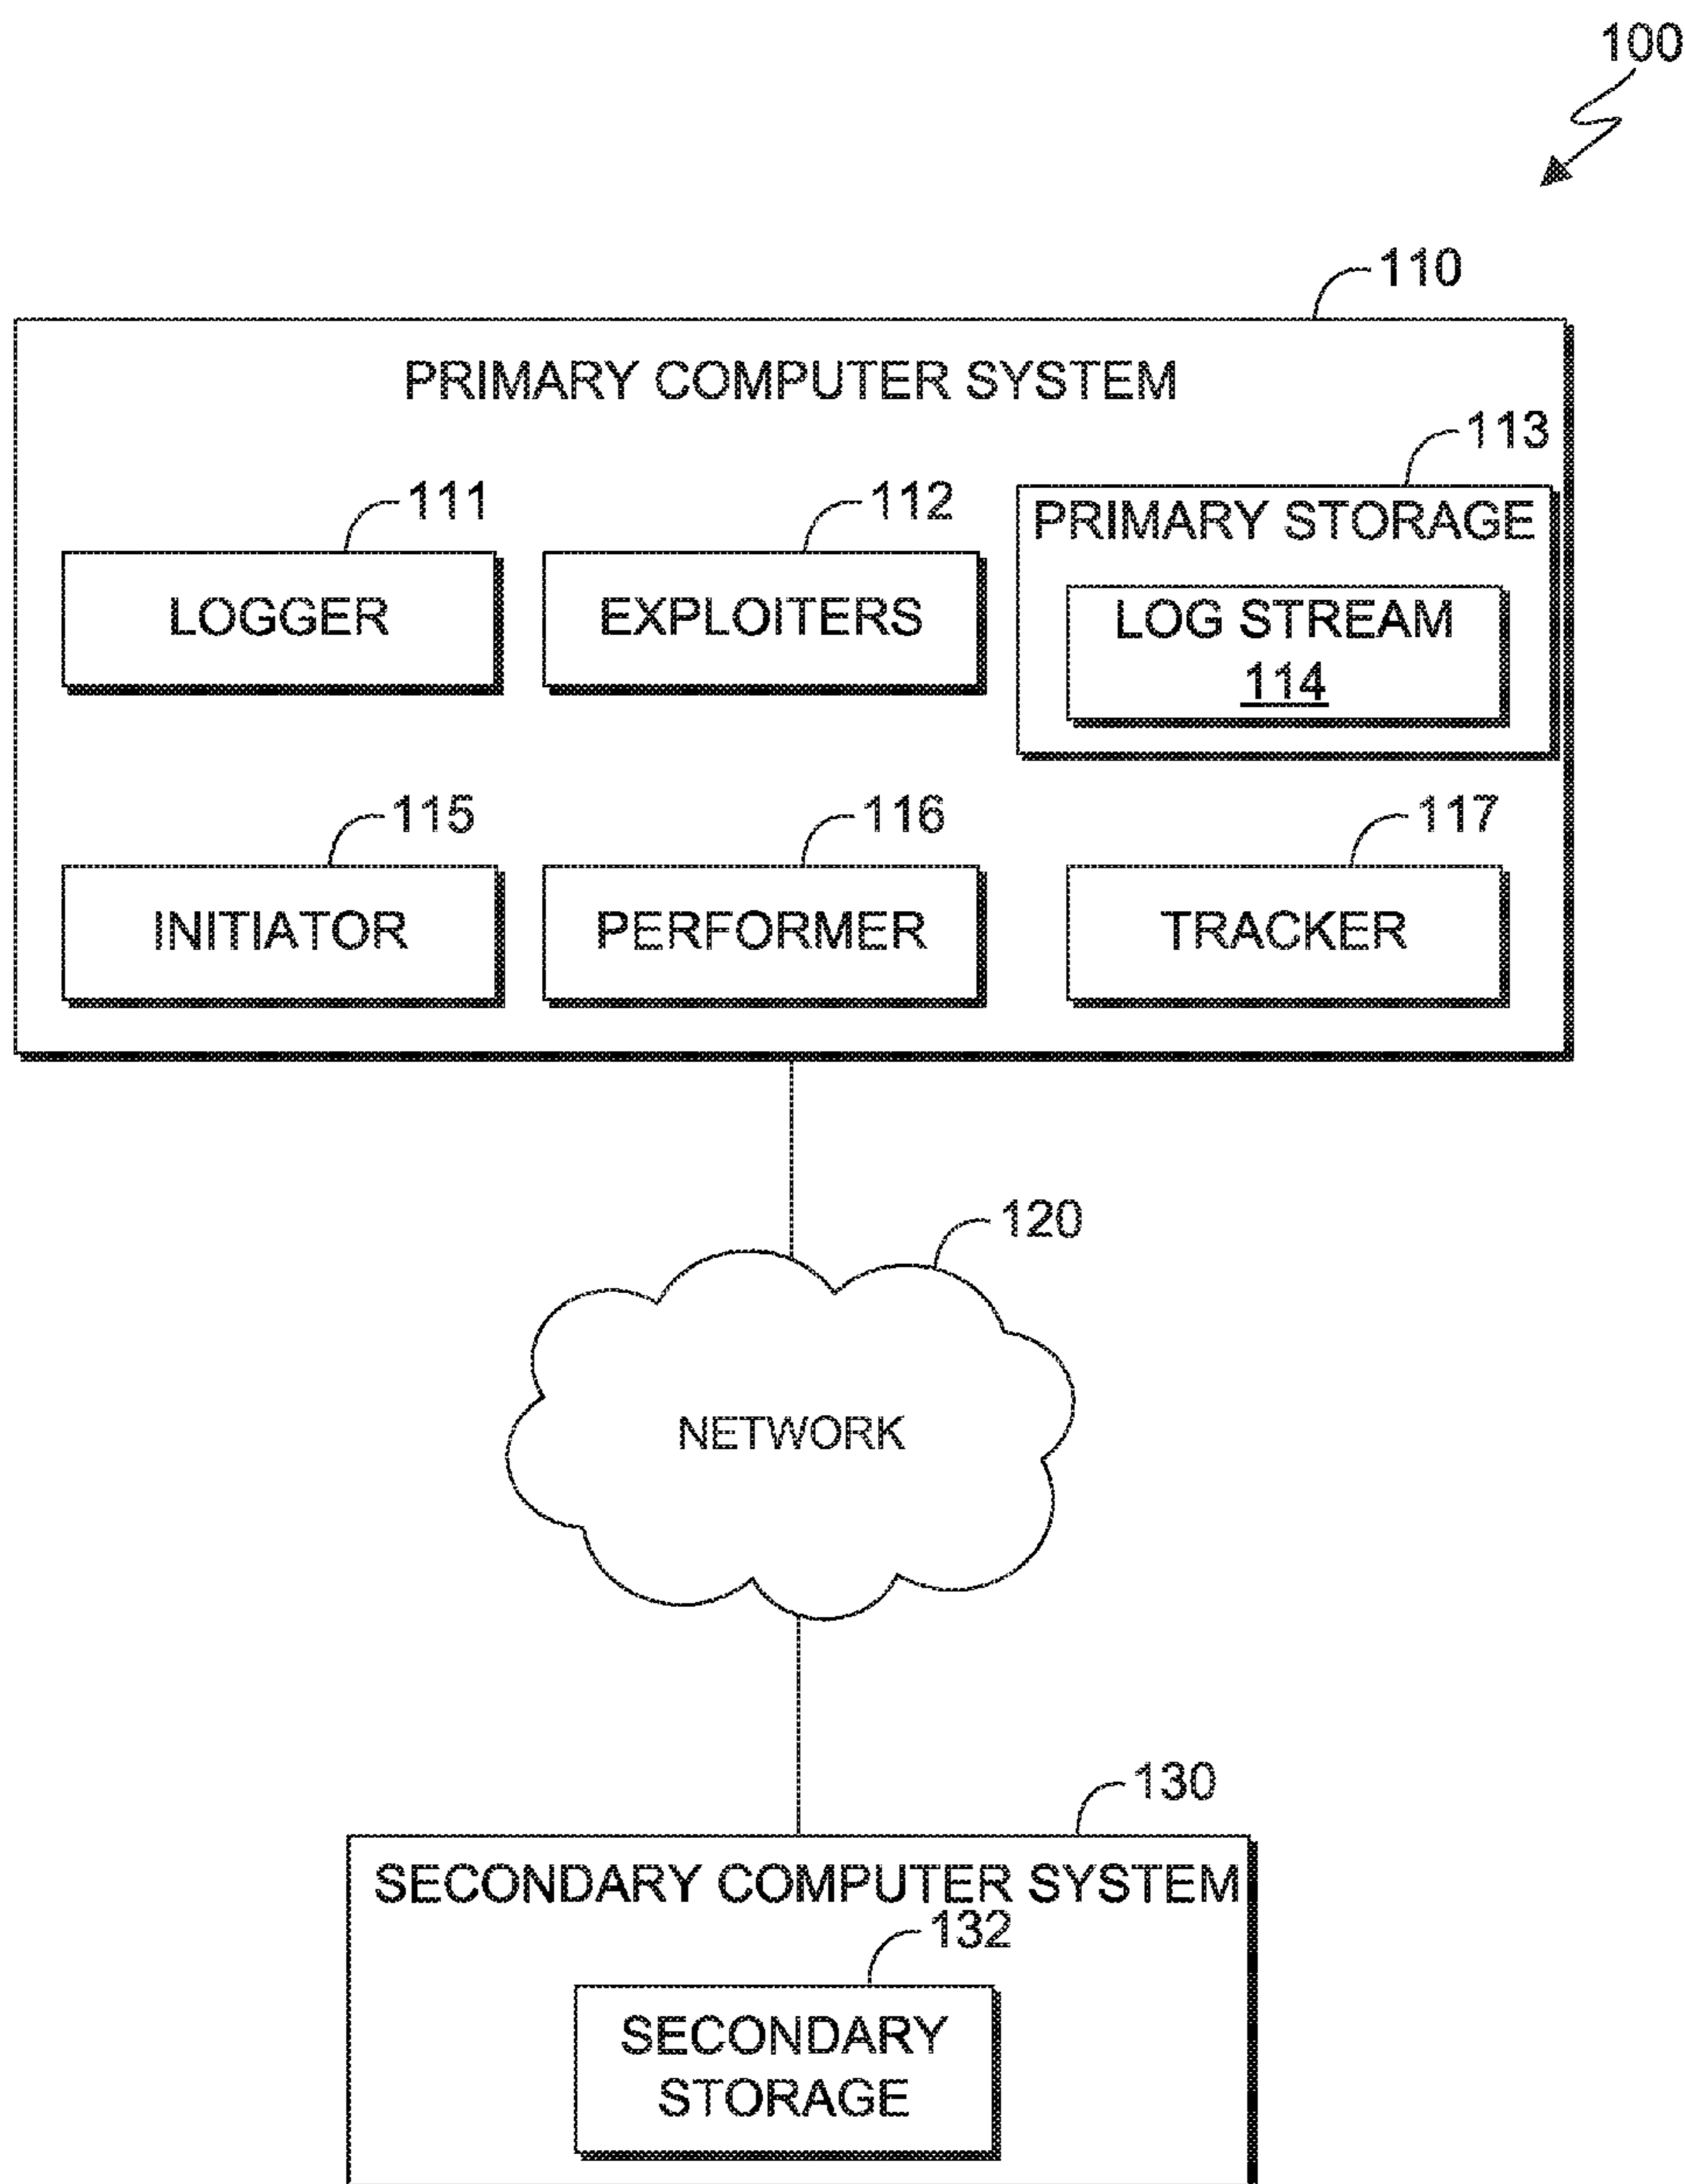 100
110
PRIMARY COMPUTER SYSTEM
113
111
112
PRIMARY STORAGE
LOGGER
EXPLOITERS
LOG STREAM
114
115
116
117
INITIATOR
PERFORMER
TRACKER
120
NETWORK
130
SECONDARY COMPUTER SYSTEM
132
SECONDARY
STORAGE